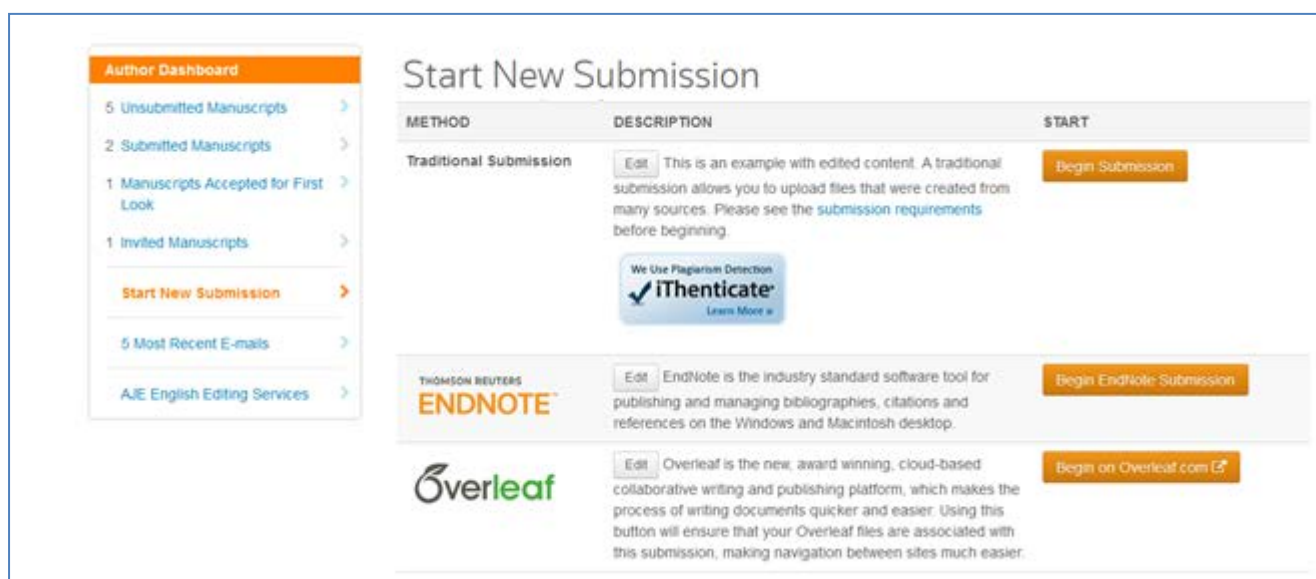 Author Dashboard
5 Unsubmitted Manuscripts
2 Submitted Manuscripts
1 Manuscripts Accepted for First
Look
1 Invited Manuscripts
Start New Submission
5 Most Recent E-mails
AJE English Editing Services
Start New Submission
METHOD DESCRIPTION START
Traditional Submission
Edit This is an example with edited content. A traditional
submission allows you to upload files that were created from
many sources. Please see the submission requirements
before beginning.
Begin Submission
We Use Plagiarism Detection
iThenticate
Learn More »
THOMSON REUTERS
ENDNOTE
Edit EndNote is the industry standard software tool for
publishing and managing bibliographies, citations and
references on the Windows and Macintosh desktop.
Begin EndNote Submission
Overleaf
Edit Overleaf is the new, award winning, cloud-based
collaborative writing and publishing platform, which makes the
process of writing documents quicker and easier. Using this
button will ensure that your Overleaf files are associated with
this submission, making navigation between sites much easier.
Begin on Overleaf.com